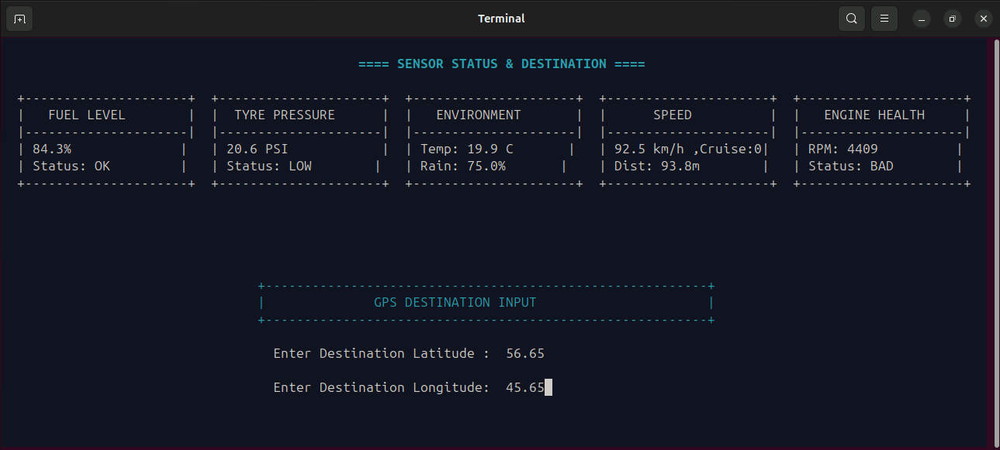 Terminal
==== SENSOR STATUS & DESTINATION ====
+---------------------+  +---------------------+  +---------------------+  +---------------------+  +---------------------+
|   FUEL LEVEL        |  |  TYRE PRESSURE      |  |   ENVIRONMENT       |  |      SPEED          |  |   ENGINE HEALTH     |
|---------------------|  |---------------------|  |---------------------|  |---------------------|  |---------------------|
| 84.3%              |   | 20.6 PSI            |  | Temp: 19.9 C       |   | 92.5 km/h ,Cruise:0|   | RPM: 4409          |
| Status: OK         |   | Status: LOW        |   | Rain: 75.0%       |    | Dist: 93.8m        |   | Status: BAD        |
+---------------------+  +---------------------+  +---------------------+  +---------------------+  +---------------------+
+---------------------------------------------------------+
|              GPS DESTINATION INPUT                      |
+---------------------------------------------------------+
Enter Destination Latitude :  56.65
Enter Destination Longitude:  45.65